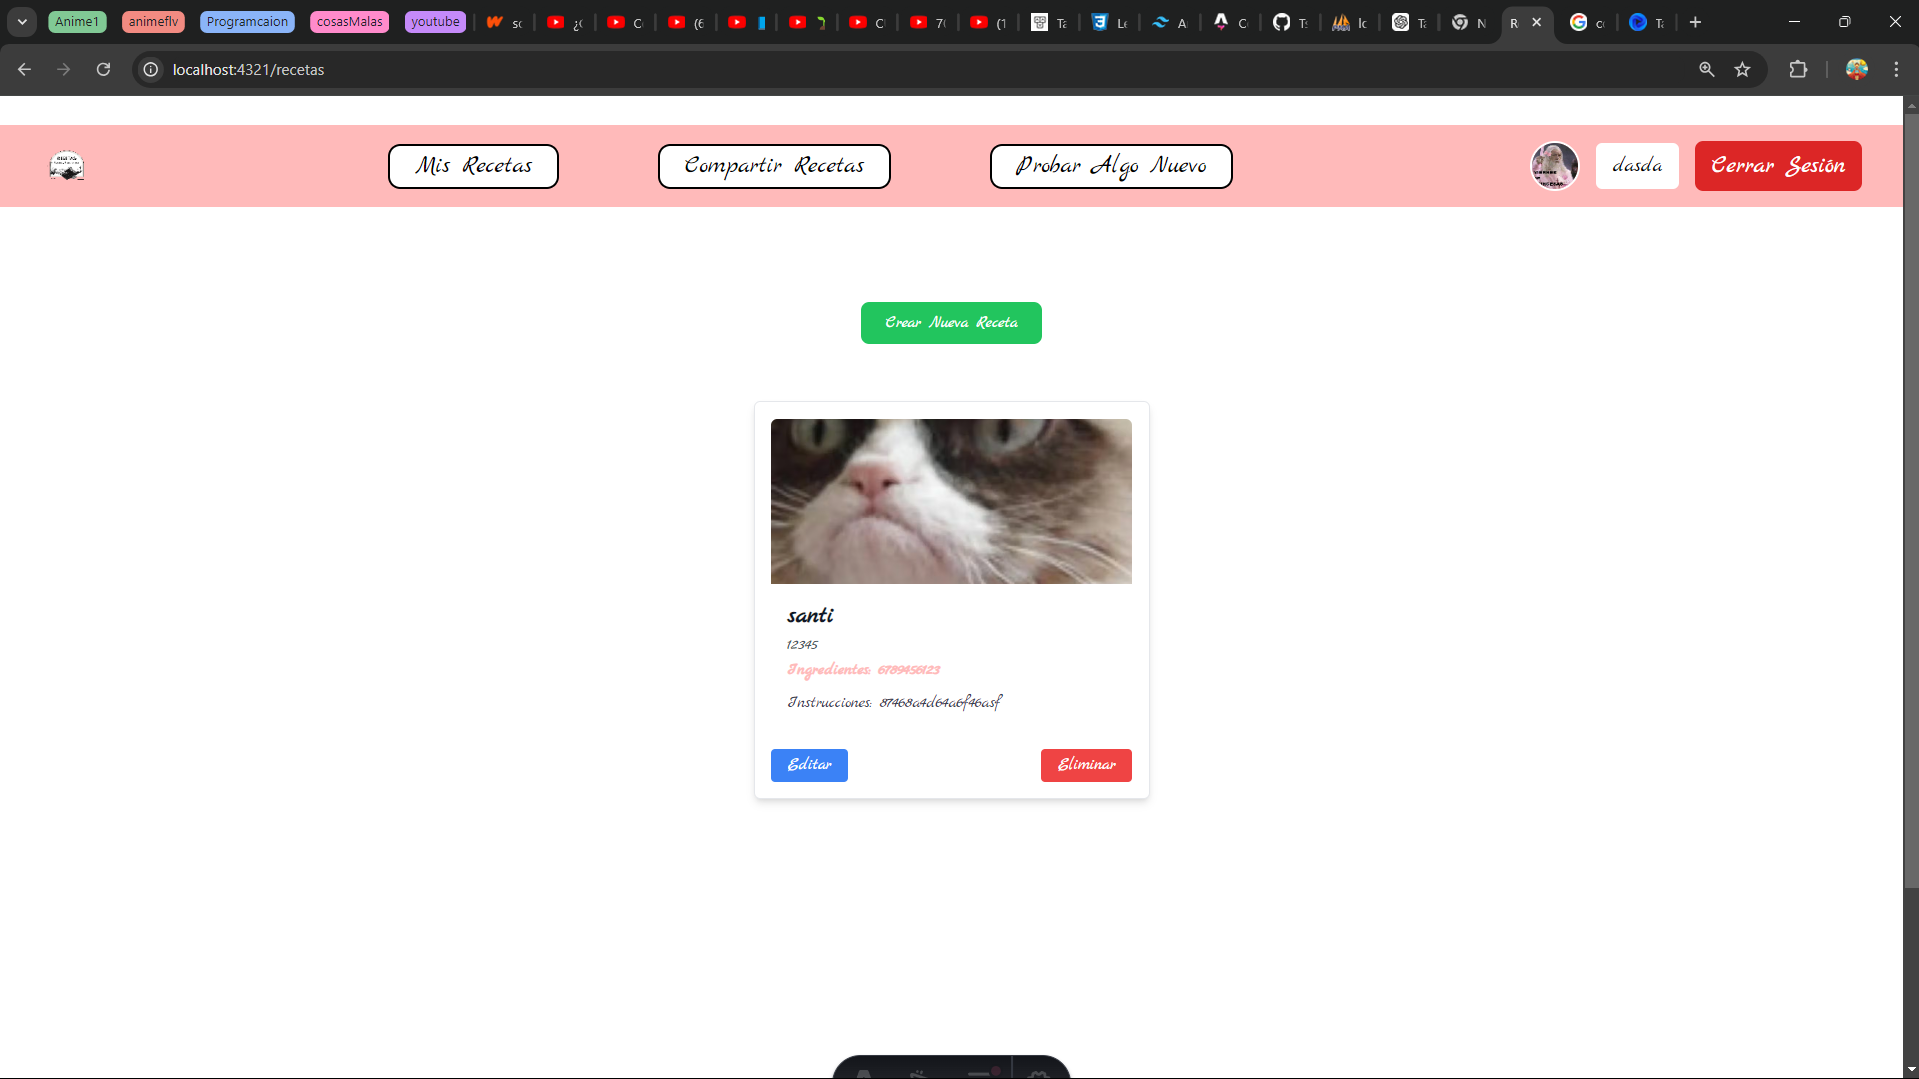 Anime1 animeflv Programcaion cosasMalas youtube
localhost:4321/recetas
Mis Recetas Compartir Recetas Probar Algo Nuevo dasda Cerrar Sesión
Crear Nueva Receta
santi
12345
Ingredientes: 6789456123
Instrucciones: 87468a4d64a6f46asf
Editar Eliminar